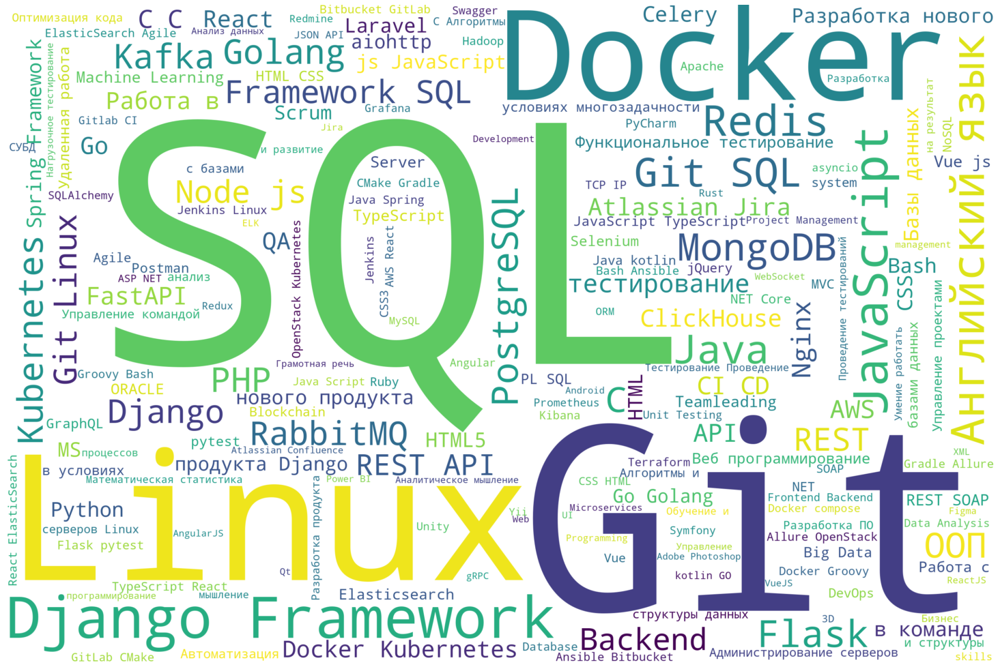 Оптимизация кода
C C
React
Redmine
Bitbucket GitLab
Swagger
Celery
Разработка нового
ElasticSearch Agile
Анализ данных
JSON API
Laravel
C Алгоритмы
Docker
Kafka
Golang
aiohttp
Hadoop
Spring Framework
Нагрузочное тестирование
Удаленная работа
Machine Learning
HTML CSS
js JavaScript
Apache
Разработка
Английский язык
Работа в
Framework SQL
Scrum
Grafana
условиях многозадачности
Redis
Gitlab CI
Jira
PyCharm
Базы данных
на результат
NoSQL
СУБД
Go
и развитие
Development
Функциональное тестирование
JavaScript
Vue js
SQL
с базами
Server
Git SQL
asyncio
system
SQLAlchemy
Node js
CMake Gradle
TCP IP
Rust
Jenkins Linux
Java Spring
Atlassian Jira
ELK
TypeScript
JavaScript TypeScript
Project Management
Kubernetes
Git Linux
QA
OpenStack Kubernetes
Jenkins
AWS React
CSS3
PostgreSQL
Selenium
MongoDB
management
Agile
Postman
Java kotlin
jQuery
Bash Ansible
WebSocket
MVC
Bash
ASP NET
анализ
FastAPI
тестирование
CSS
Проведение тестирований
Управление командой
Redux
MySQL
NET Core
ORM
ClickHouse
Nginx
Умение работать
базами данных
Управление проектами
Java
Грамотная речь
Angular
Тестирование Проведение
Groovy Bash
PHP
Java Script
Ruby
PL SQL
HTML
CI CD
ORACLE
нового продукта
Android
C
Teamleading
AWS
Django
Blockchain
Prometheus
Kibana
Unit Testing
GraphQL
RabbitMQ
HTML5
API
REST
pytest
MS
процессов
Atlassian Confluence
Git
XML
в условиях
продукта Django
REST API
Terraform
Веб программирование
Gradle Allure
React ElasticSearch
Linux
Математическая статистика
Power BI
Аналитическое мышление
Алгоритмы и
SOAP
CSS HTML
NET
Python
Разработка продукта
Go Golang
Frontend Backend
REST SOAP
Yii
Microservices
Обучение и
Docker compose
Figma
серверов Linux
AngularJS
Unity
Web
UI
Symfony
Разработка ПО
Data Analysis
Flask pytest
Programming
Управление
Allure OpenStack
ООП
Vue
Adobe Photoshop
Big Data
Qt
gRPC
kotlin GO
Docker Groovy
Работа с
TypeScript React
VueJS
ReactJS
программирование
мышление
Elasticsearch
DevOps
Django Framework
структуры данных
3D
Бизнес
Backend
Flask
в команде
GitLab CMake
Автоматизация
Docker Kubernetes
Database
Ansible Bitbucket
Администрирование серверов
и структуры
skills